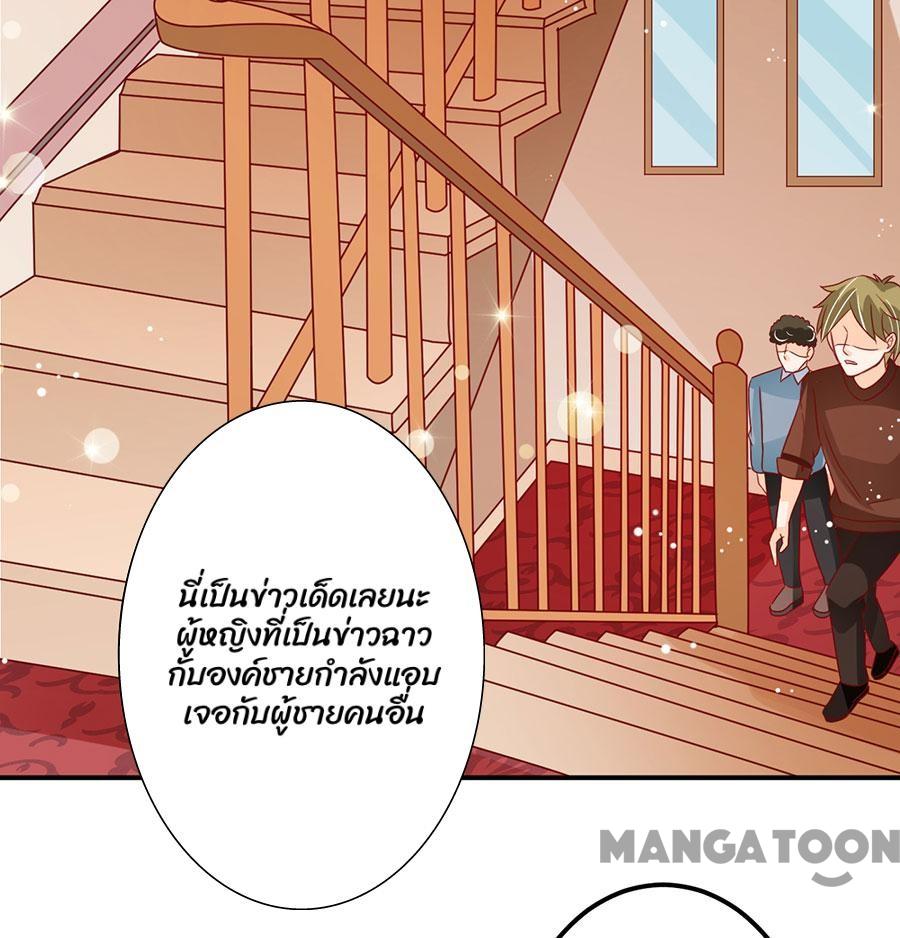 นี่เป็นข่าวเด็ดเลยนะ
ผู้หญิงที่เป็นข่าวฉาว
กับองค์ชายกำลังแอบ
เจอกับผู้ชายคนอื่น
MANGATOON